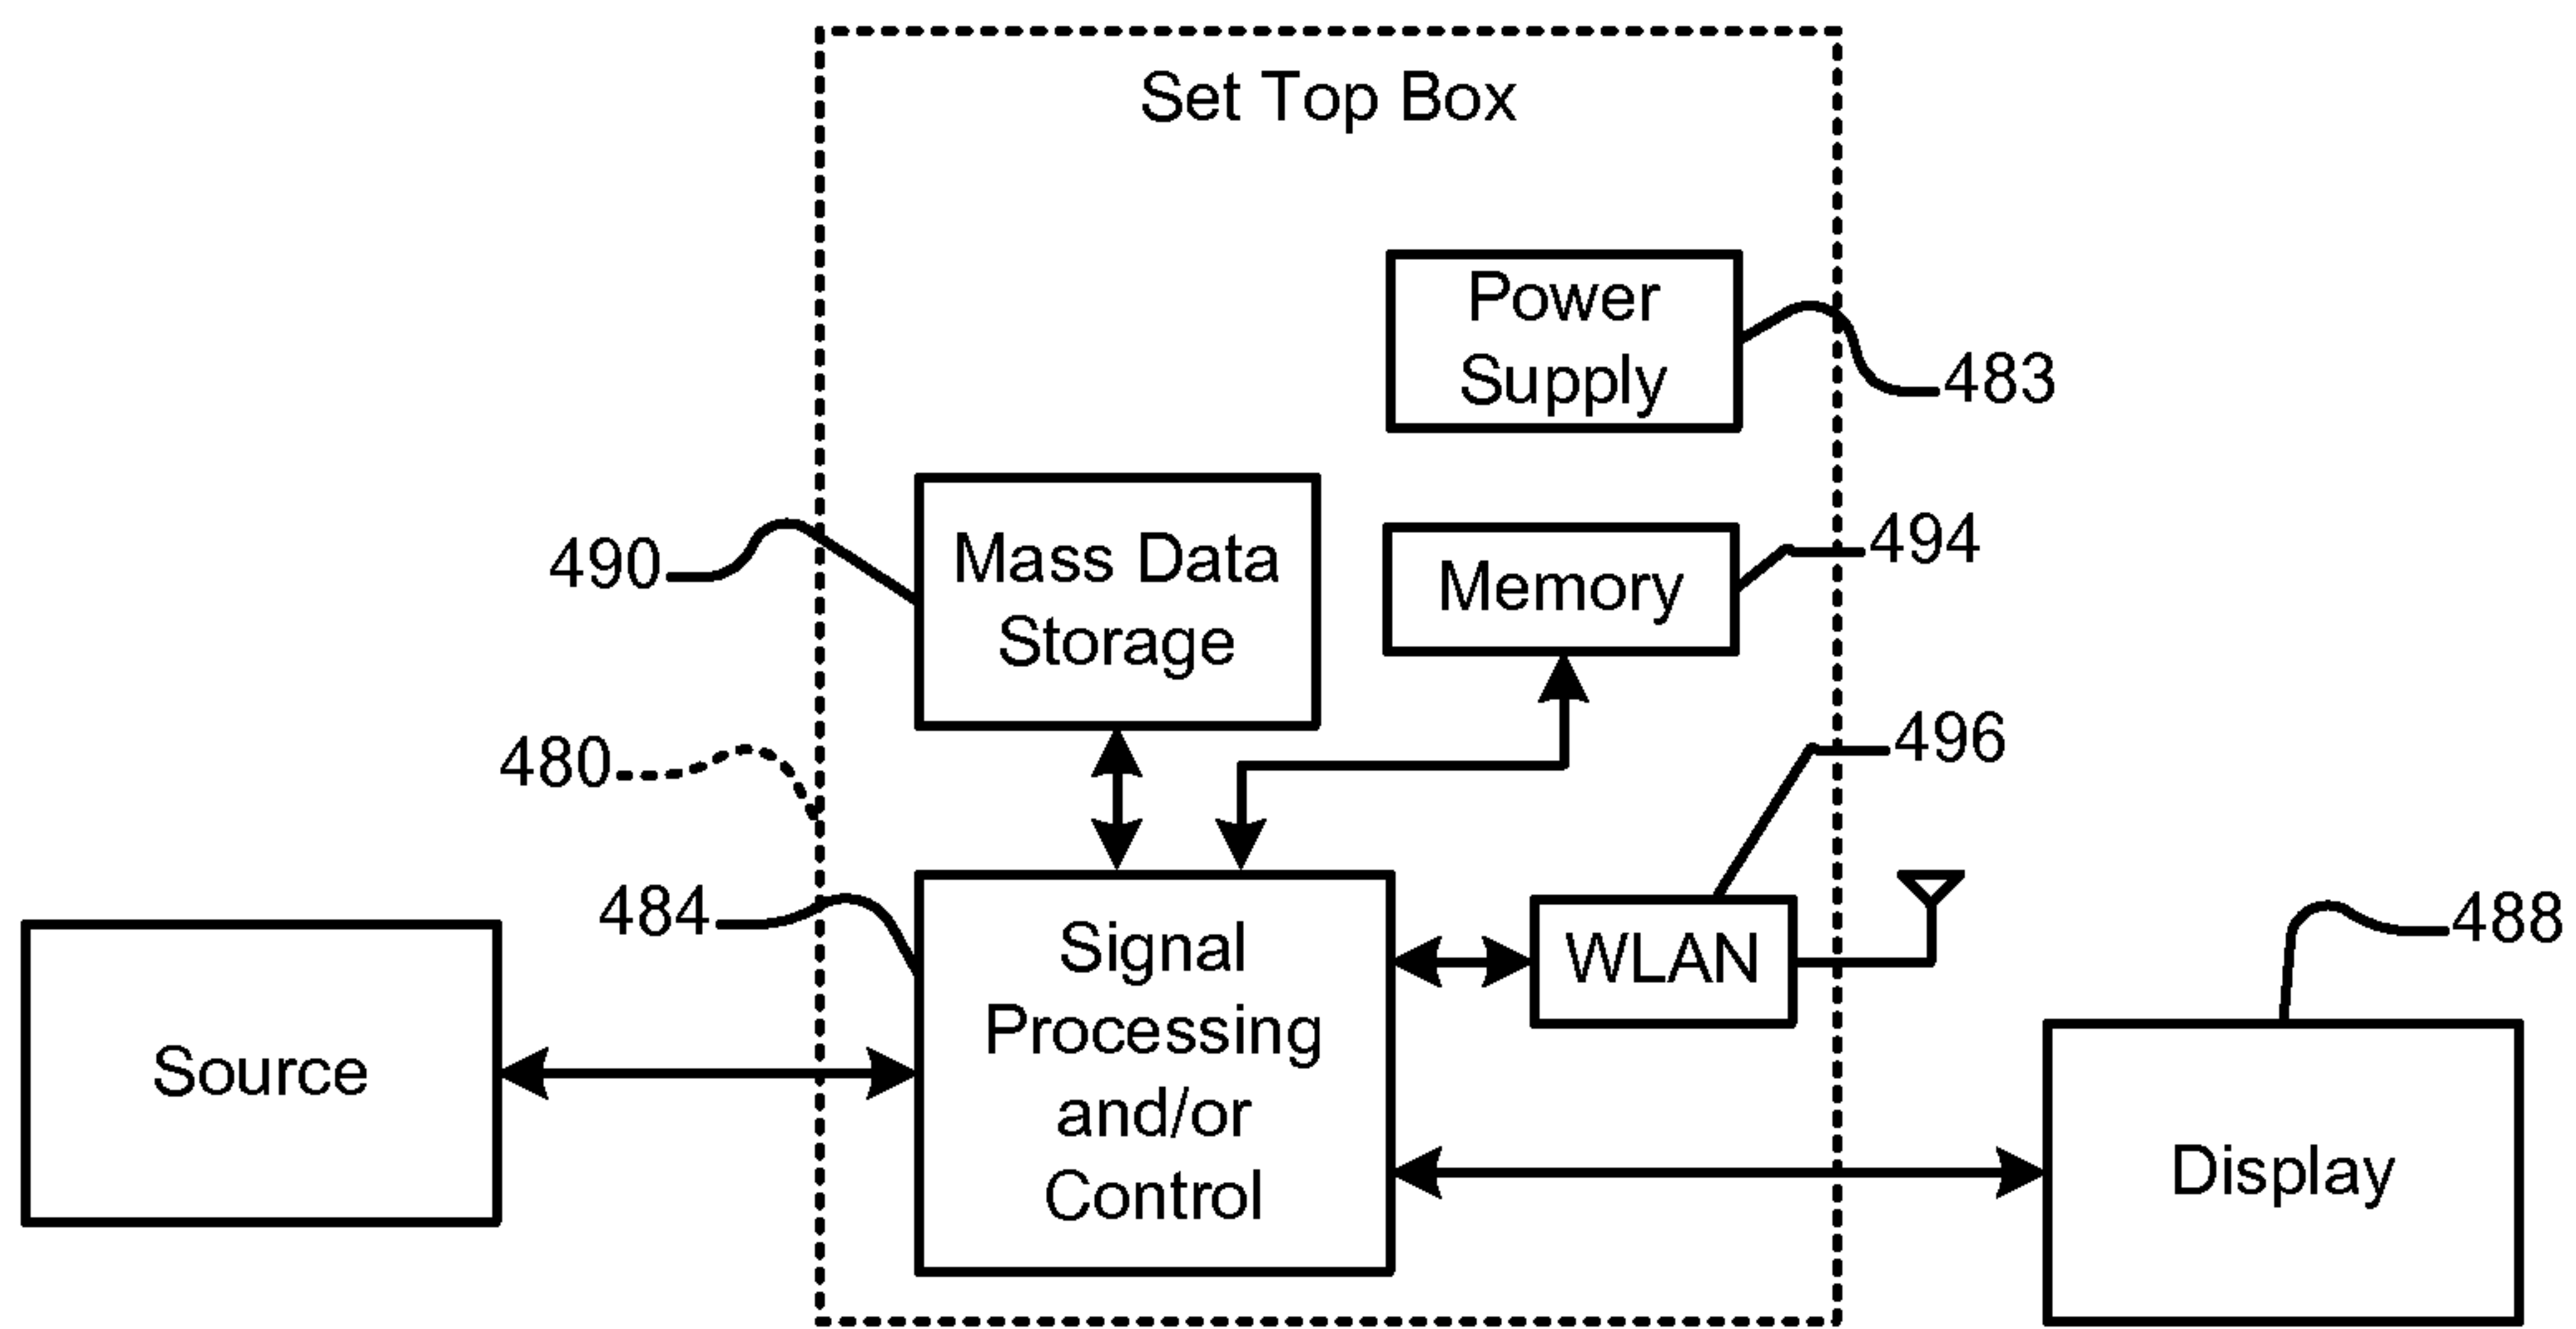 Set Top Box
Power
Supply
483
490
Mass Data
Storage
494
Memory
480
496
484
Signal
Processing
and/or
Control
WLAN
488
Source
Display